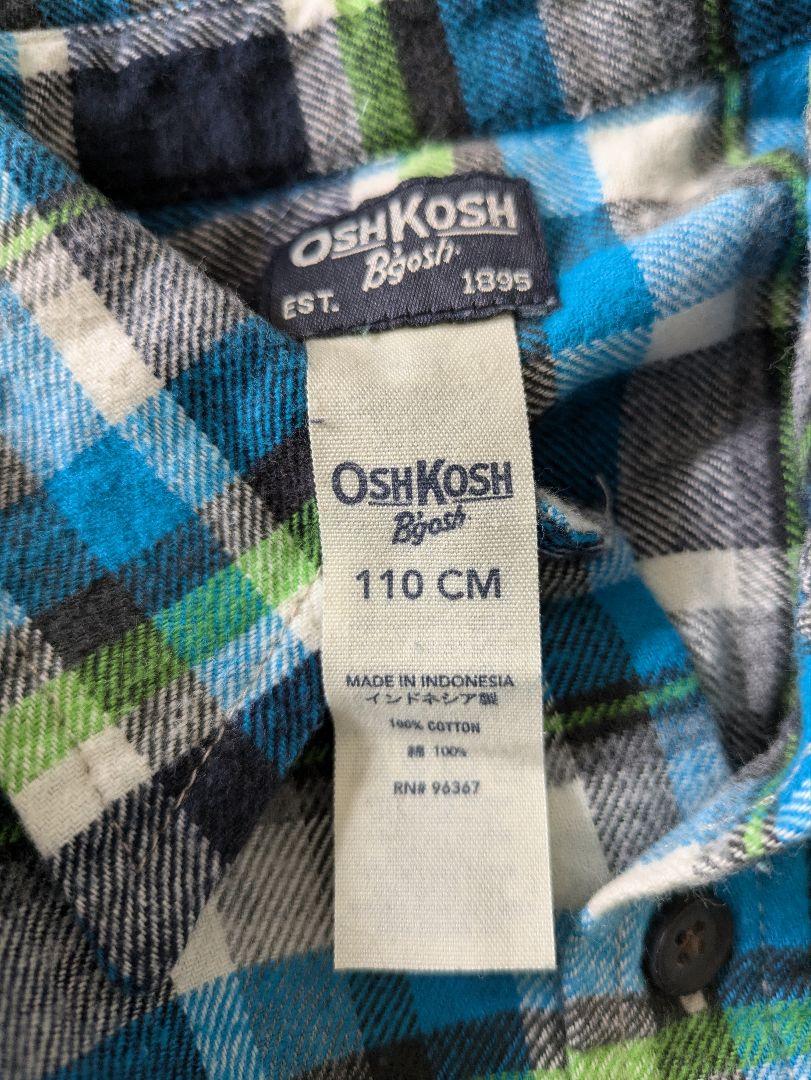 OSHKOSH
B'gosh.
EST. 1895
OSHKOSH
B'gosh.
110 CM
MADE IN INDONESIA
インドネシア製
100% COTTON
綿 100%
RN# 96367